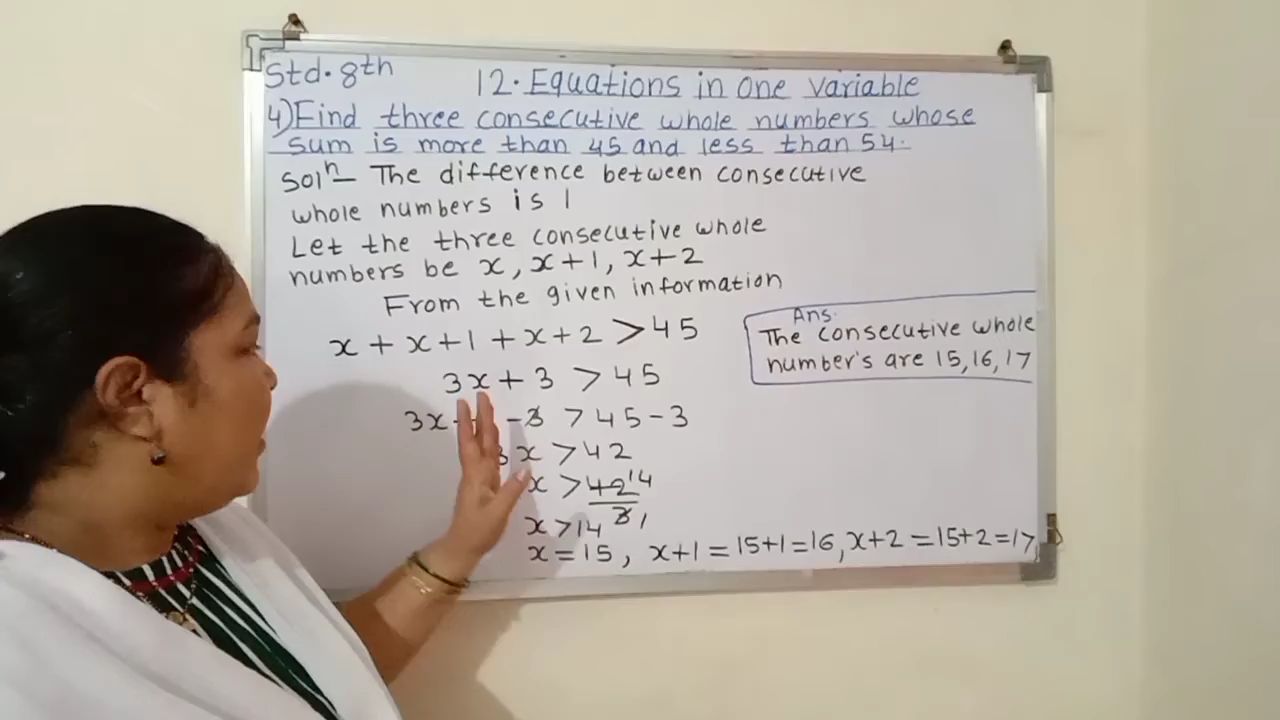 Std. 8th
12. Equations in one variable
4) Find three consecutive whole numbers whose
sum is more than 45 and less than 54.
Solⁿ- The difference between consecutive
whole numbers is 1
Let the three consecutive whole
numbers be x, x+1, x+2
From the given information
x + x+1 + x+2 > 45
3x + 3 > 45
3x - 3 > 45 - 3
3x > 42
x > 42 14
3 1
x > 14
x = 15, x+1 = 15+1 = 16, x+2 = 15+2 = 17
Ans.
The consecutive whole
number's are 15, 16, 17